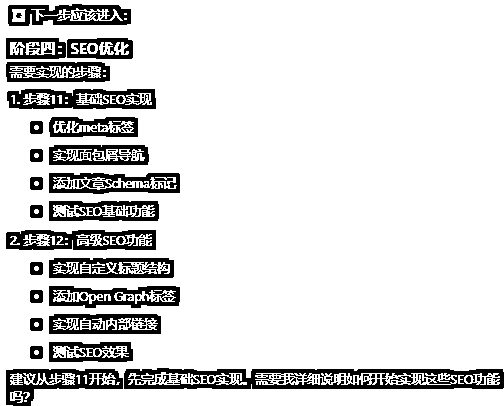 下一步应该进入：
阶段四：SEO优化
需要实现的步骤：
1. 步骤11：基础SEO实现
优化meta标签
实现面包屑导航
添加文章Schema标记
测试SEO基础功能
2. 步骤12：高级SEO功能
实现自定义标题结构
添加Open Graph标签
实现自动内部链接
测试SEO效果
建议从步骤11开始，先完成基础SEO实现。需要我详细说明如何开始实现这些SEO功能
吗？